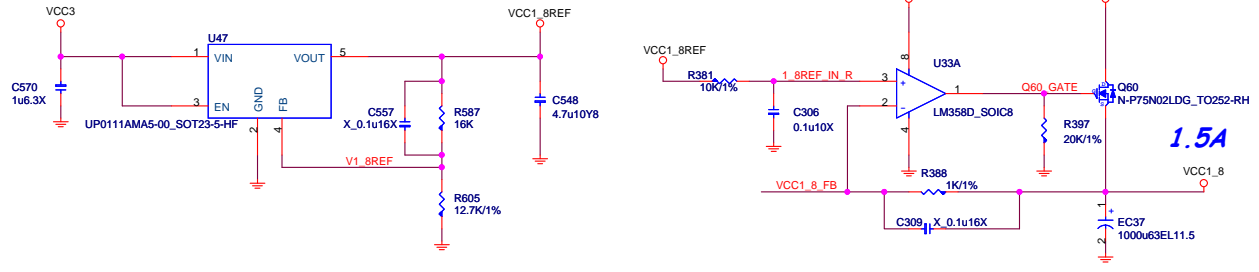 VCC3
VCC1_8REF
U47
1
VIN
VOUT
5
C570
1u6.3X
3
EN
GND
FB
2
4
UP0111AMA5-00_SOT23-5-HF
C557
X_0.1u16X
R587
16K
C548
4.7u10Y8
V1_8REF
R605
12.7K/1%
VCC1_8REF
R381
10K/1%
1_8REF_IN_R
C306
0.1u10X
U33A
8
3
+
2
-
1
4
LM358D_SOIC8
Q60_GATE
Q60
N-P75N02LDG_TO252-RH
R397
20K/1%
1.5A
VCC1_8_FB
R388
1K/1%
C309
X_0.1u16X
VCC1_8
1
+
2
EC37
1000u63EL11.5